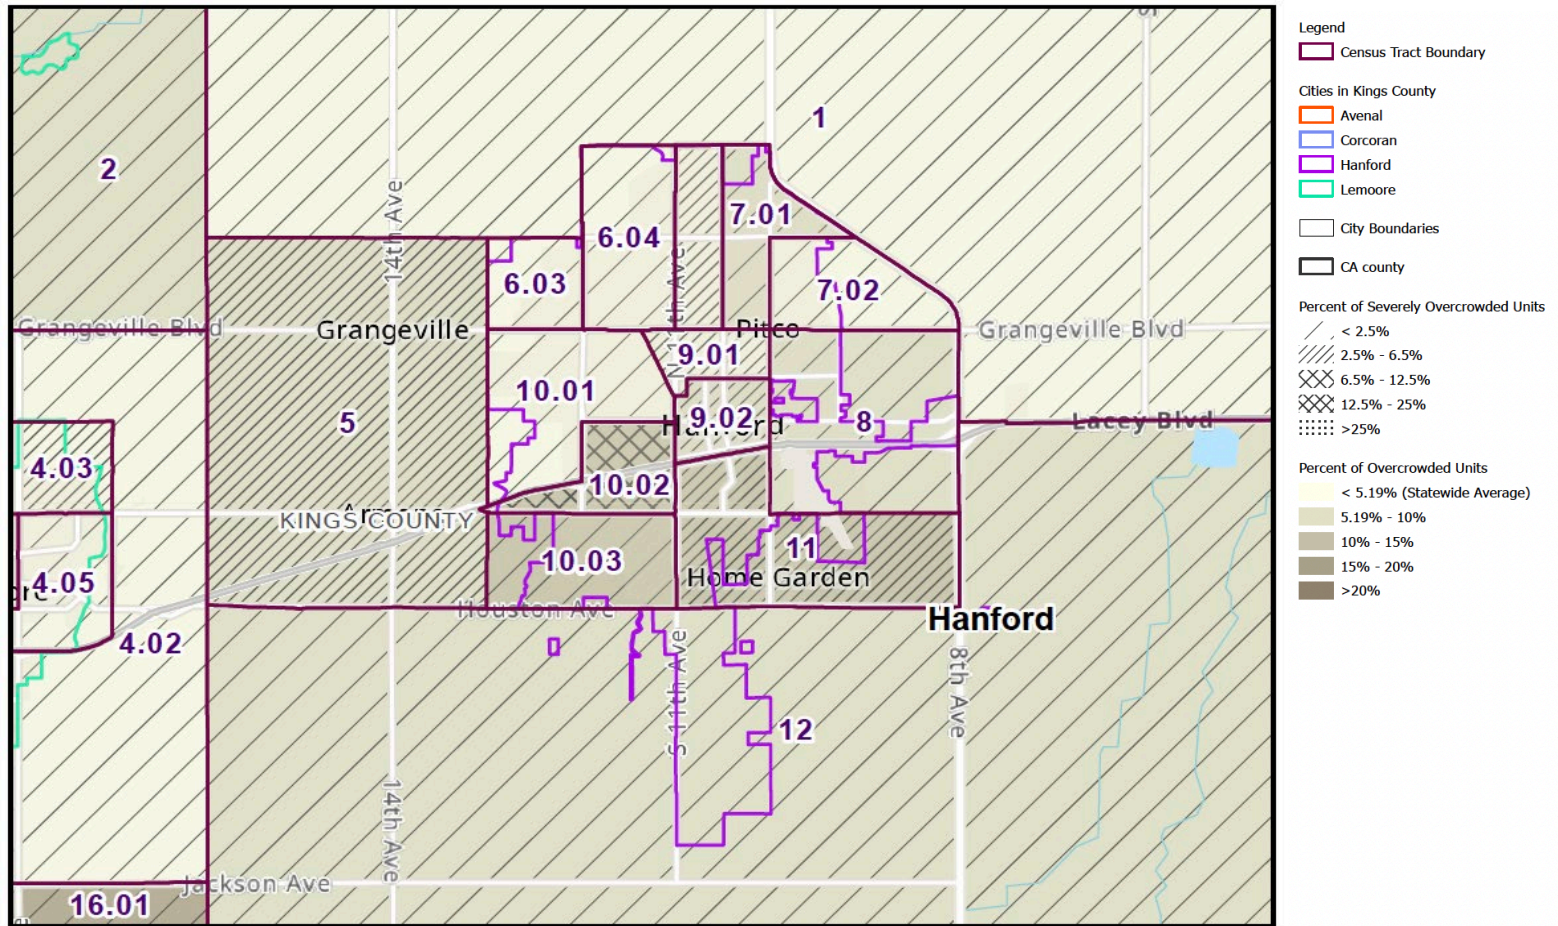 1
2
14th Ave
7.01
6.04
6.03
7.02
N 11th Ave
Grangeville Blvd
Grangeville
Pitco
Grangeville Blvd
9.01
10.01
5
Hanford
9.02
8
Lacey Blvd
4.03
10.02
KINGS COUNTY
11
10.03
4.05
Home Garden
Houston Ave
Hanford
4.02
S 11th Ave
8th Ave
12
14th Ave
Jackson Ave
16.01
Legend
Census Tract Boundary
Cities in Kings County
Avenal
Corcoran
Hanford
Lemoore
City Boundaries
CA county
Percent of Severely Overcrowded Units
< 2.5%
2.5% - 6.5%
6.5% - 12.5%
12.5% - 25%
>25%
Percent of Overcrowded Units
< 5.19% (Statewide Average)
5.19% - 10%
10% - 15%
15% - 20%
>20%